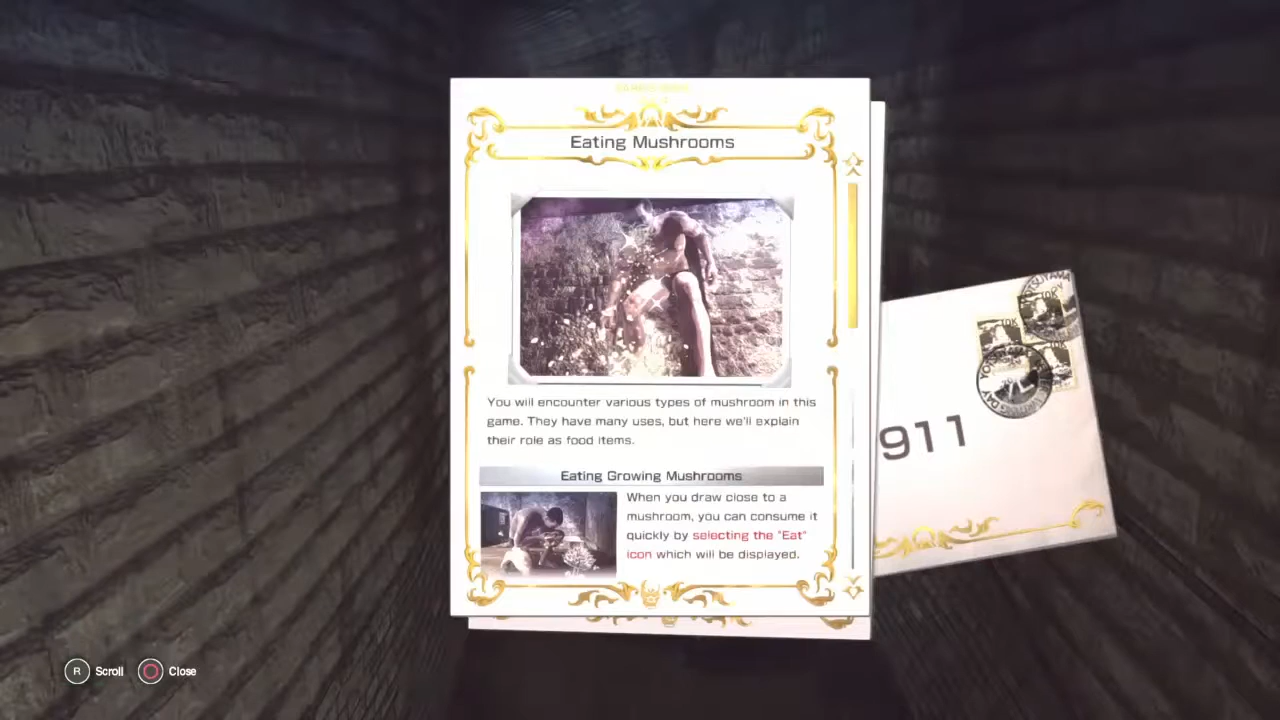 Eating Mushrooms
You will encounter various types of mushroom in this
game. They have many uses, but here we'll explain
their role as food items.
Eating Growing Mushrooms
When you draw close to a
mushroom, you can consume it
quickly by selecting the "Eat"
icon which will be displayed.
911
R Scroll Close